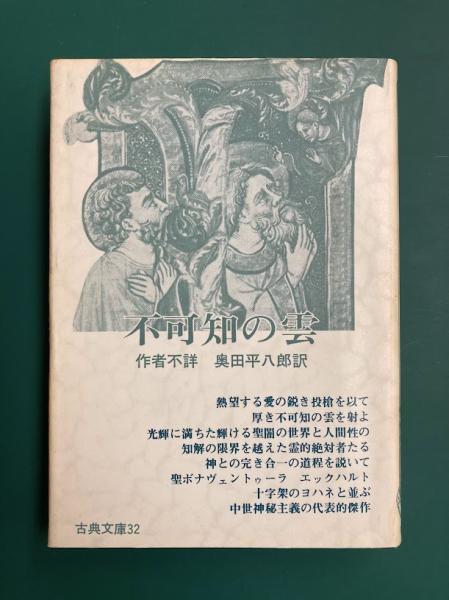 不可知の雲
作者不詳 奥田平八郎訳
熱望する愛の鋭き投槍を以て
厚き不可知の雲を射よ
光輝に満ちた輝ける聖闇の世界と人間性の
知解の限界を越えた霊的絶対者たる
神との完き合一の道程を説いて
聖ボナヴェントゥーラ エックハルト
十字架のヨハネと並ぶ
中世神秘主義の代表的傑作
古典文庫32